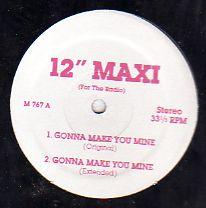 12" MAXI
(For The Radio)
M 767 A
Stereo
33⅓ RPM
1. GONNA MAKE YOU MINE
(Original)
2. GONNA MAKE YOU MINE
(Extended)